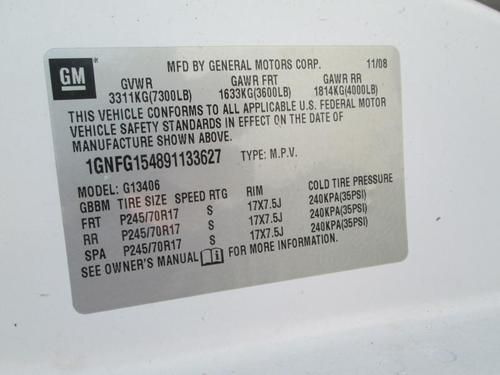 GM
MFD BY GENERAL MOTORS CORP. 11/08
GVWR GAWR FRT GAWR RR
3311KG(7300LB) 1633KG(3600LB) 1814KG(4000LB)
THIS VEHICLE CONFORMS TO ALL APPLICABLE U.S. FEDERAL MOTOR
VEHICLE SAFETY STANDARDS IN EFFECT ON THE DATE OF
MANUFACTURE SHOWN ABOVE.
1GNFG154891133627 TYPE: M.P.V.
MODEL: G13406
GBBM TIRE SIZE SPEED RTG RIM COLD TIRE PRESSURE
FRT P245/70R17 S 17X7.5J 240KPA(35PSI)
RR P245/70R17 S 17X7.5J 240KPA(35PSI)
SPA P245/70R17 S 17X7.5J 240KPA(35PSI)
SEE OWNER'S MANUAL FOR MORE INFORMATION.